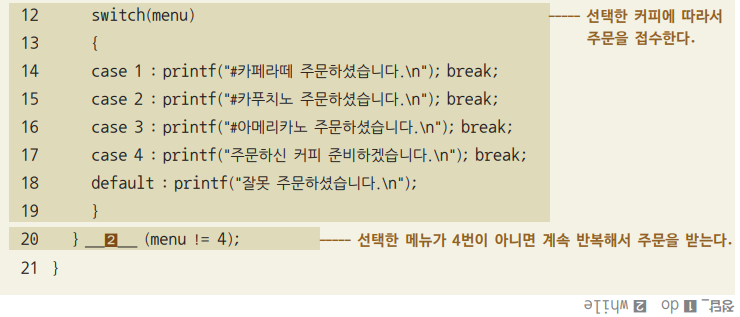 12 switch(menu) ----- 선택한 커피에 따라서
주문을 접수한다.
13 {
14 case 1 : printf("#카페라떼 주문하셨습니다.\n"); break;
15 case 2 : printf("#카푸치노 주문하셨습니다.\n"); break;
16 case 3 : printf("#아메리카노 주문하셨습니다.\n"); break;
17 case 4 : printf("주문하신 커피 준비하겠습니다.\n"); break;
18 default : printf("잘못 주문하셨습니다.\n");
19 }
20 } __2__ (menu != 4); ----- 선택한 메뉴가 4번이 아니면 계속 반복해서 주문을 받는다.
21 }
정답_ 1 do 2 while